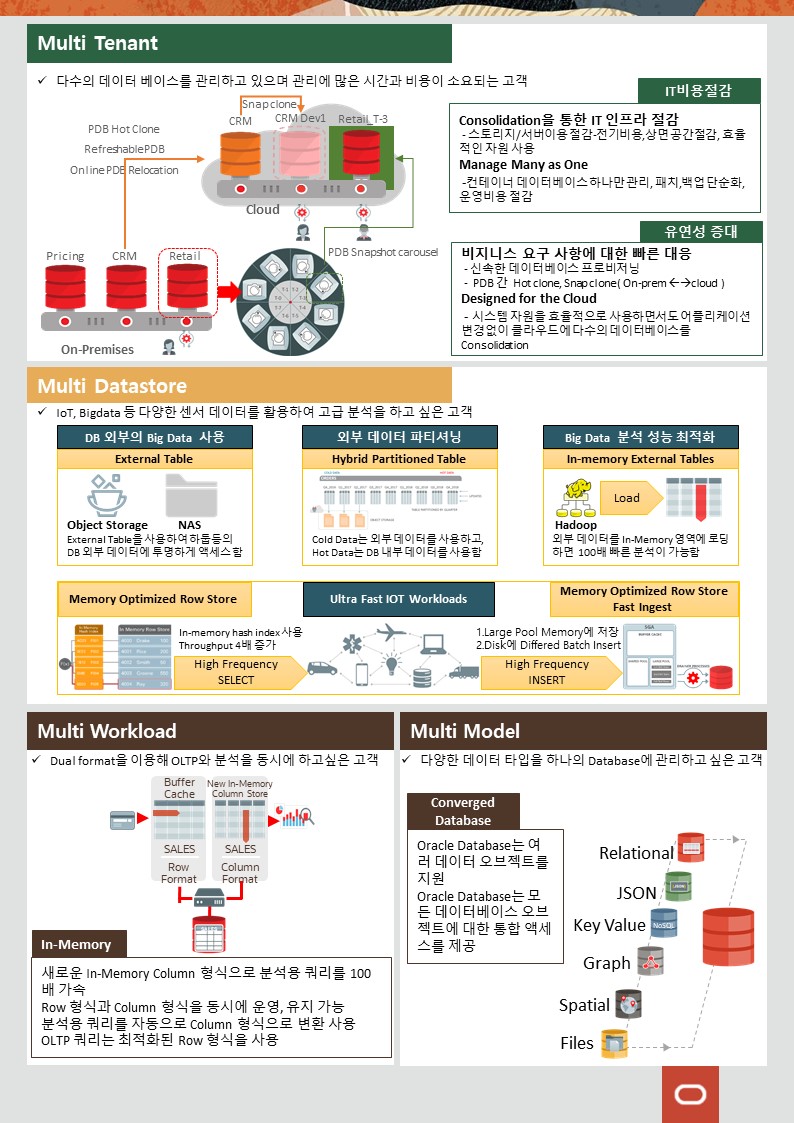 Multi Tenant
✓ 다수의 데이터 베이스를 관리하고 있으며 관리에 많은 시간과 비용이 소요되는 고객
Snap clone
CRM
CRM Dev1
Retail_T-3
PDB Hot Clone
Refreshable PDB
Online PDB Relocation
Cloud
PDB Snapshot carousel
Pricing
CRM
Retail
On-Premises
IT비용절감
Consolidation을 통한 IT 인프라 절감
- 스토리지/서버이용 절감-전기비용,상면 공간절감, 효율
적인 자원 사용
Manage Many as One
-컨테이너 데이터베이스 하나만 관리, 패치,백업 단순화,
운영비용 절감
유연성 증대
비지니스 요구 사항에 대한 빠른 대응
- 신속한 데이터베이스 프로비저닝
- PDB 간 Hot clone, Snap clone( On-prem ←→cloud )
Designed for the Cloud
- 시스템 자원을 효율적으로 사용하면서도 어플리케이션
변경없이 클라우드에 다수의 데이터베이스를
Consolidation
Multi Datastore
✓ IoT, Bigdata 등 다양한 센서 데이터를 활용하여 고급 분석을 하고 싶은 고객
DB 외부의 Big Data 사용
External Table
Object Storage
NAS
External Table을 사용하여 하둡등의
DB 외부 데이터에 투명하게 액세스함
외부 데이터 파티셔닝
Hybrid Partitioned Table
Cold Data는 외부 데이터를 사용하고,
Hot Data는 DB 내부 데이터를 사용함
Big Data 분석 성능 최적화
In-memory External Tables
Load
Hadoop
외부 데이터를 In-Memory 영역에 로딩
하면 100배 빠른 분석이 가능함
Memory Optimized Row Store
Ultra Fast IOT Workloads
Memory Optimized Row Store
Fast Ingest
In-memory hash index 사용
Throughput 4배 증가
High Frequency
SELECT
1.Large Pool Memory에 저장
2.Disk에 Differed Batch Insert
High Frequency
INSERT
Multi Workload
✓ Dual format을 이용해 OLTP와 분석을 동시에 하고싶은 고객
Buffer
Cache
New In-Memory
Column Store
SALES
SALES
Row
Format
Column
Format
In-Memory
새로운 In-Memory Column 형식으로 분석용 쿼리를 100
배 가속
Row 형식과 Column 형식을 동시에 운영, 유지 가능
분석용 쿼리를 자동으로 Column 형식으로 변환 사용
OLTP 쿼리는 최적화된 Row 형식을 사용
Multi Model
✓ 다양한 데이터 타입을 하나의 Database에 관리하고 싶은 고객
Converged
Database
Oracle Database는 여
러 데이터 오브젝트를
지원
Oracle Database는 모
든 데이터베이스 오브
젝트에 대한 통합 액세
스를 제공
Relational
JSON
JSON
Key Value
NoSQL
Graph
Spatial
Files